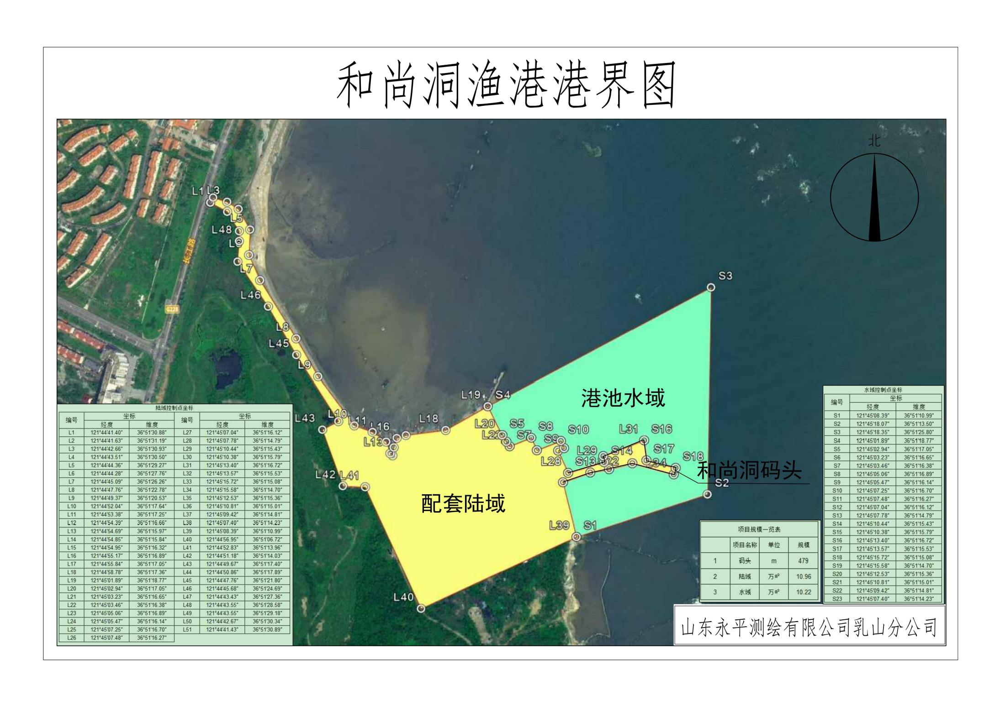 和尚洞渔港港界图
北
L1 L3
L5
L48
长江路
L7
G228
L46
S3
L8
L45
L9
L19 S4
港池水域
L43 L10 L11 L16 L18 L20 S5 S8 S10 L31 S16
L13 L22 S7 S9 L29 S14 S17
L28 S13 L34 S18
和尚洞码头
L42 L41 S2
配套陆域
L39 S1
L40
陆域控制点坐标
编号 坐标 编号 坐标
经度 维度 经度 维度
L1 121°44'41.40" 36°51'30.88" L27 121°45'07.04" 36°51'16.12"
L2 121°44'41.63" 36°51'31.19" L28 121°45'07.78" 36°51'14.79"
L3 121°44'42.66" 36°51'30.93" L29 121°45'10.44" 36°51'15.43"
L4 121°44'43.51" 36°51'30.50" L30 121°45'10.38" 36°51'15.79"
L5 121°44'44.36" 36°51'29.27" L31 121°45'13.40" 36°51'16.72"
L6 121°44'44.28" 36°51'27.76" L32 121°45'13.57" 36°51'15.53"
L7 121°44'45.09" 36°51'26.26" L33 121°45'15.72" 36°51'15.08"
L8 121°44'47.76" 36°51'22.78" L34 121°45'15.58" 36°51'14.70"
L9 121°44'49.37" 36°51'20.53" L35 121°45'12.53" 36°51'15.36"
L10 121°44'52.04" 36°51'17.64" L36 121°45'10.81" 36°51'15.01"
L11 121°44'53.38" 36°51'17.25" L37 121°45'09.42" 36°51'14.81"
L12 121°44'54.39" 36°51'16.66" L38 121°45'07.40" 36°51'14.23"
L13 121°44'54.69" 36°51'15.97" L39 121°45'08.39" 36°51'10.99"
L14 121°44'54.85" 36°51'15.84" L40 121°44'56.95" 36°51'06.72"
L15 121°44'54.95" 36°51'16.32" L41 121°44'52.83" 36°51'13.96"
L16 121°44'55.17" 36°51'16.89" L42 121°44'51.18" 36°51'14.03"
L17 121°44'55.84" 36°51'17.05" L43 121°44'49.67" 36°51'17.40"
L18 121°44'58.78" 36°51'17.36" L44 121°44'50.86" 36°51'17.89"
L19 121°45'01.89" 36°51'18.77" L45 121°44'47.76" 36°51'21.80"
L20 121°45'02.94" 36°51'17.05" L46 121°44'45.68" 36°51'24.69"
L21 121°45'03.23" 36°51'16.65" L47 121°44'43.43" 36°51'27.36"
L22 121°45'03.46" 36°51'16.38" L48 121°44'43.55" 36°51'28.58"
L23 121°45'05.06" 36°51'16.89" L49 121°44'43.55" 36°51'29.18"
L24 121°45'05.47" 36°51'16.14" L50 121°44'42.67" 36°51'30.34"
L25 121°45'07.25" 36°51'16.70" L51 121°44'41.43" 36°51'30.89"
L26 121°45'07.48" 36°51'16.27"
水域控制点坐标
编号 坐标
经度 维度
S1 121°45'08.39" 36°51'10.99"
S2 121°45'18.07" 36°51'13.50"
S3 121°45'18.35" 36°51'25.80"
S4 121°45'01.89" 36°51'18.77"
S5 121°45'02.94" 36°51'17.05"
S6 121°45'03.23" 36°51'16.65"
S7 121°45'03.46" 36°51'16.38"
S8 121°45'05.06" 36°51'16.89"
S9 121°45'05.47" 36°51'16.14"
S10 121°45'07.25" 36°51'16.70"
S11 121°45'07.48" 36°51'16.27"
S12 121°45'07.04" 36°51'16.12"
S13 121°45'07.78" 36°51'14.79"
S14 121°45'10.44" 36°51'15.43"
S15 121°45'10.38" 36°51'15.79"
S16 121°45'13.40" 36°51'16.72"
S17 121°45'13.57" 36°51'15.53"
S18 121°45'15.72" 36°51'15.08"
S19 121°45'15.58" 36°51'14.70"
S20 121°45'12.53" 36°51'15.36"
S21 121°45'10.81" 36°51'15.01"
S22 121°45'09.42" 36°51'14.81"
S23 121°45'07.40" 36°51'14.23"
项目规模一览表
项目名称 单位 规模
1 码头 m 479
2 陆域 万㎡ 10.96
3 水域 万㎡ 10.22
山东永平测绘有限公司乳山分公司